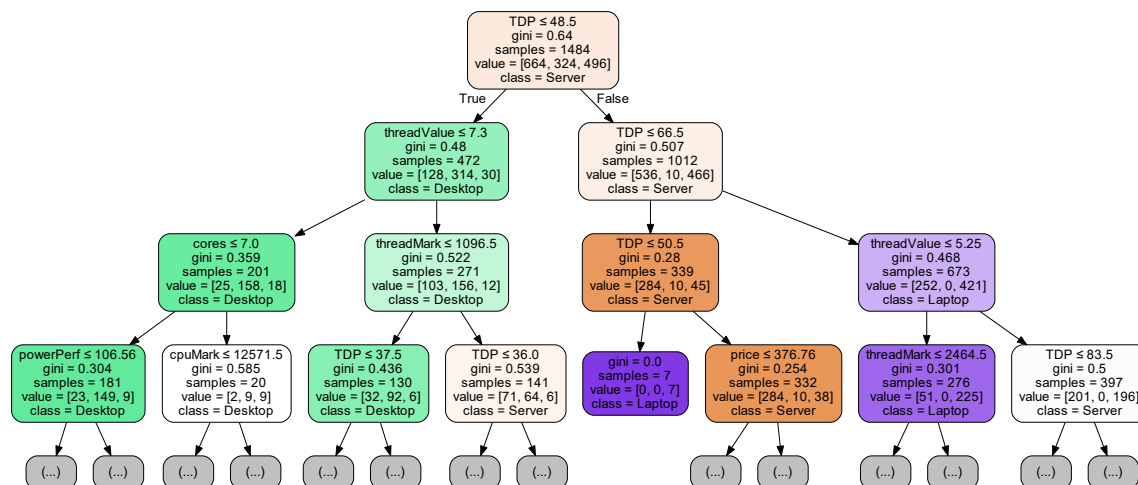 TDP ≤ 48.5
gini = 0.64
samples = 1484
value = [664, 324, 496]
class = Server
True
False
threadValue ≤ 7.3
gini = 0.48
samples = 472
value = [128, 314, 30]
class = Desktop
TDP ≤ 66.5
gini = 0.507
samples = 1012
value = [536, 10, 466]
class = Server
cores ≤ 7.0
gini = 0.359
samples = 201
value = [25, 158, 18]
class = Desktop
threadMark ≤ 1096.5
gini = 0.522
samples = 271
value = [103, 156, 12]
class = Desktop
TDP ≤ 50.5
gini = 0.28
samples = 339
value = [284, 10, 45]
class = Server
threadValue ≤ 5.25
gini = 0.468
samples = 673
value = [252, 0, 421]
class = Laptop
powerPerf ≤ 106.56
gini = 0.304
samples = 181
value = [23, 149, 9]
class = Desktop
cpuMark ≤ 12571.5
gini = 0.585
samples = 20
value = [2, 9, 9]
class = Desktop
TDP ≤ 37.5
gini = 0.436
samples = 130
value = [32, 92, 6]
class = Desktop
TDP ≤ 36.0
gini = 0.539
samples = 141
value = [71, 64, 6]
class = Server
gini = 0.0
samples = 7
value = [0, 0, 7]
class = Laptop
price ≤ 376.76
gini = 0.254
samples = 332
value = [284, 10, 38]
class = Server
threadMark ≤ 2464.5
gini = 0.301
samples = 276
value = [51, 0, 225]
class = Laptop
TDP ≤ 83.5
gini = 0.5
samples = 397
value = [201, 0, 196]
class = Server
(...)
(...)
(...)
(...)
(...)
(...)
(...)
(...)
(...)
(...)
(...)
(...)
(...)
(...)